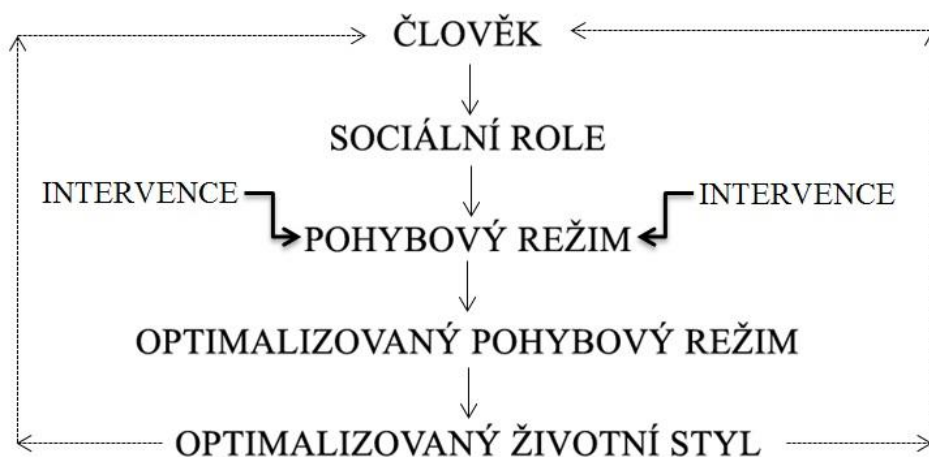 ČLOVĚK
SOCIÁLNÍ ROLE
INTERVENCE
INTERVENCE
POHYBOVÝ REŽIM
OPTIMALIZOVANÝ POHYBOVÝ REŽIM
OPTIMALIZOVANÝ ŽIVOTNÍ STYL